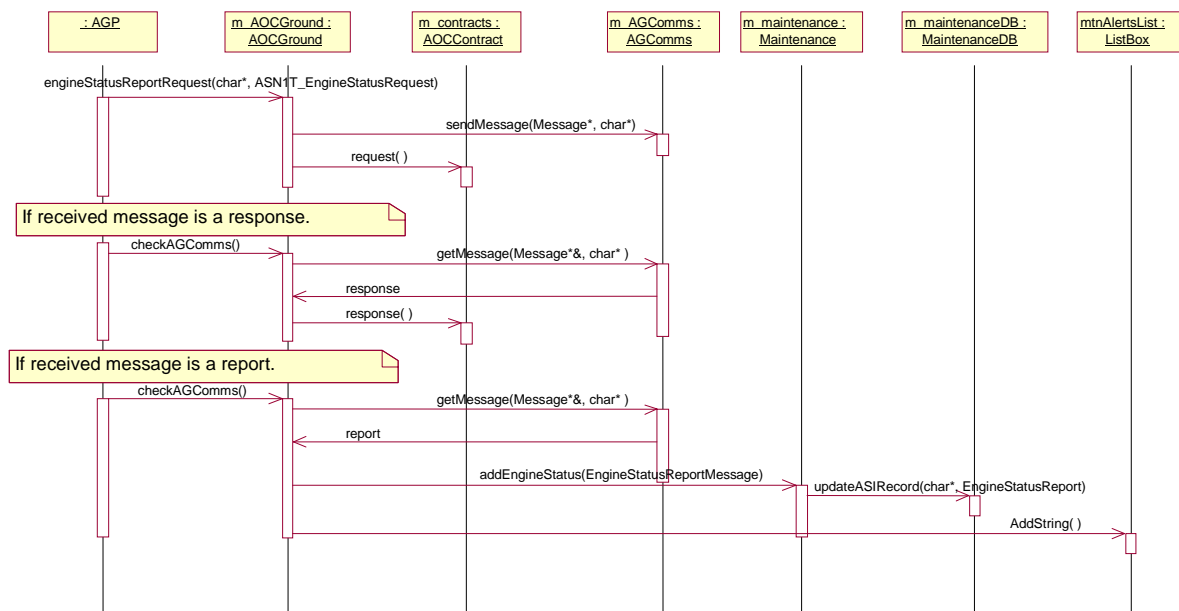 : AGP
m_AOCGround :
AOCGround
m_contracts :
AOCContract
m_AGComms :
AGComms
m_maintenance :
Maintenance
m_maintenanceDB :
MaintenanceDB
mtnAlertsList :
ListBox
engineStatusReportRequest(char*, ASN1T_EngineStatusRequest)
sendMessage(Message*, char*)
request( )
If received message is a response.
checkAGComms()
getMessage(Message*&, char* )
response
response( )
If received message is a report.
checkAGComms()
getMessage(Message*&, char* )
report
addEngineStatus(EngineStatusReportMessage)
updateASIRecord(char*, EngineStatusReport)
AddString( )